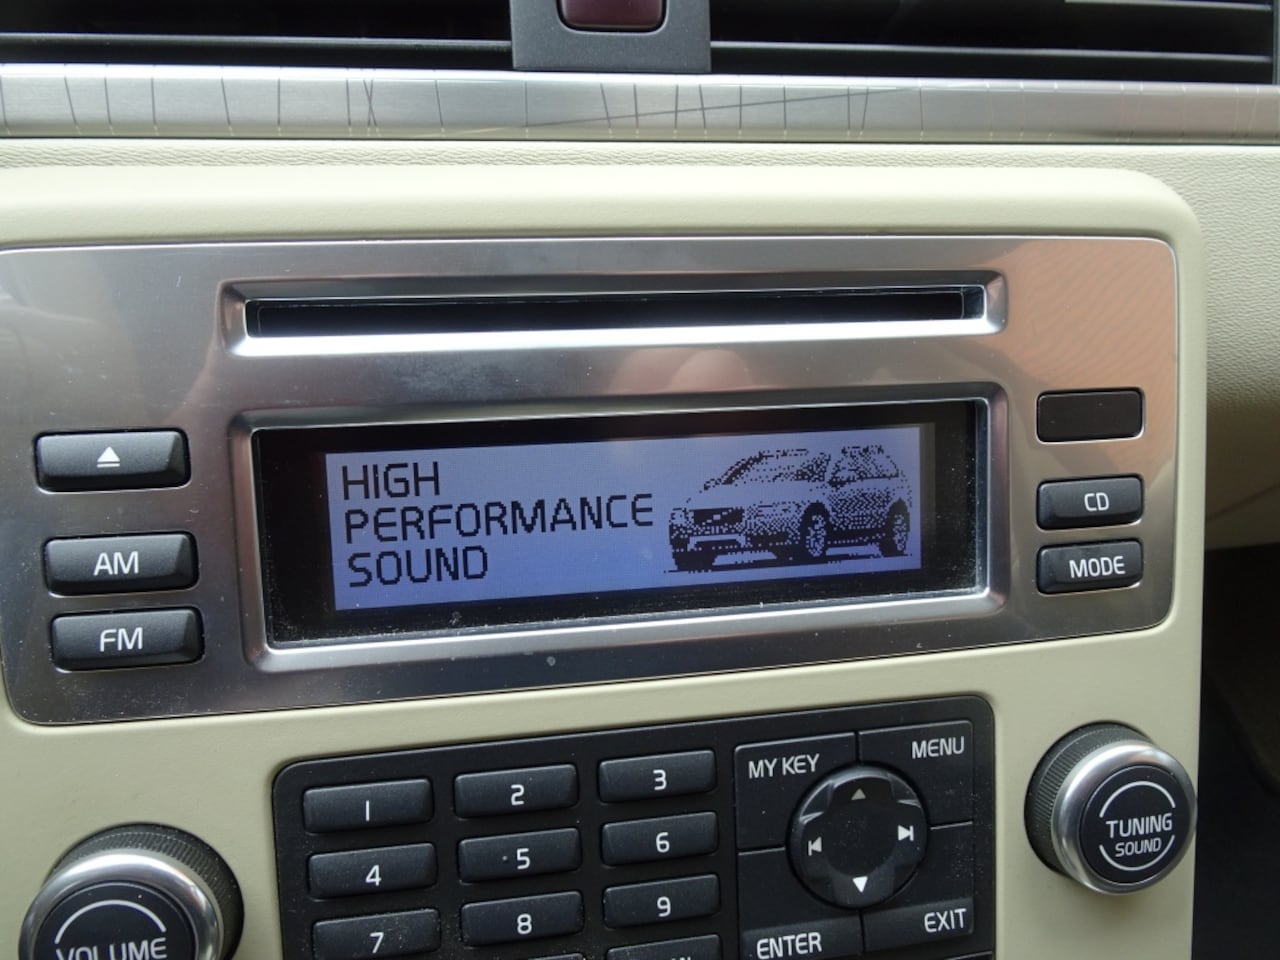 HIGH
PERFORMANCE
SOUND
AM
FM
CD
MODE
1
2
3
4
5
6
7
8
9
MY KEY
MENU
ENTER
EXIT
VOLUME
TUNING
SOUND